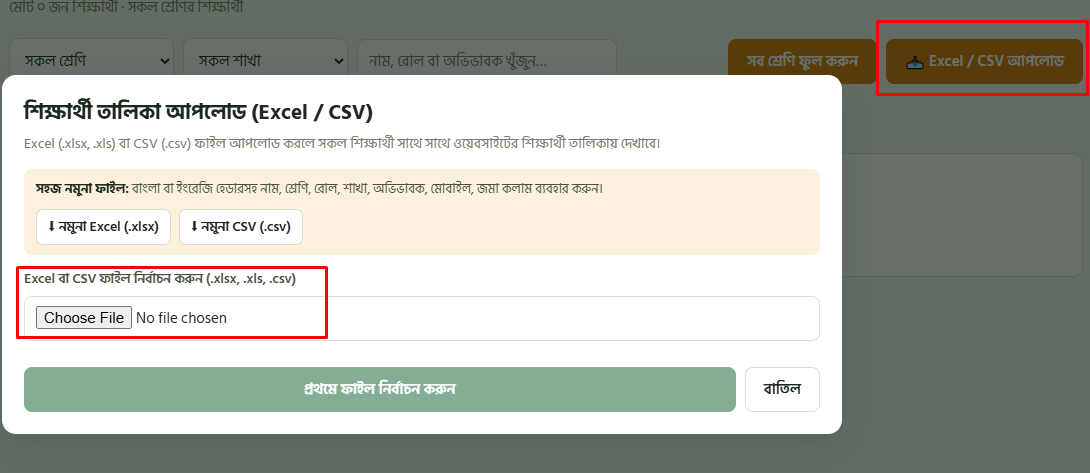 মোট ০ জন শিক্ষার্থী · সকল শ্রেণির শিক্ষার্থী
সকল শ্রেণি
সকল শাখা
নাম, রোল বা অভিভাবক খুঁজুন...
সব শ্রেণি ফুল করুন
Excel / CSV আপলোড
শিক্ষার্থী তালিকা আপলোড (Excel / CSV)
Excel (.xlsx, .xls) বা CSV (.csv) ফাইল আপলোড করলে সকল শিক্ষার্থী সাথে সাথে ওয়েবসাইটের শিক্ষার্থী তালিকায় দেখাবে।
সহজ নমুনা ফাইল: বাংলা বা ইংরেজি হেডারসহ নাম, শ্রেণি, রোল, শাখা, অভিভাবক, মোবাইল, জমা কলাম ব্যবহার করুন।
⬇ নমুনা Excel (.xlsx)
⬇ নমুনা CSV (.csv)
Excel বা CSV ফাইল নির্বাচন করুন (.xlsx, .xls, .csv)
Choose File No file chosen
প্রথমে ফাইল নির্বাচন করুন
বাতিল